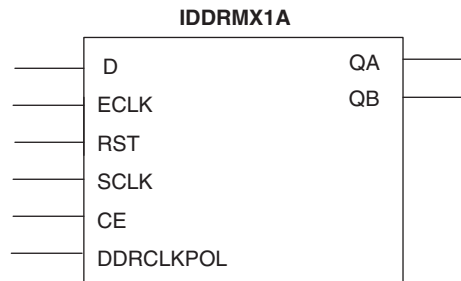 IDDRMX1A
D
QA
ECLK
QB
RST
SCLK
CE
DDRCLKPOL